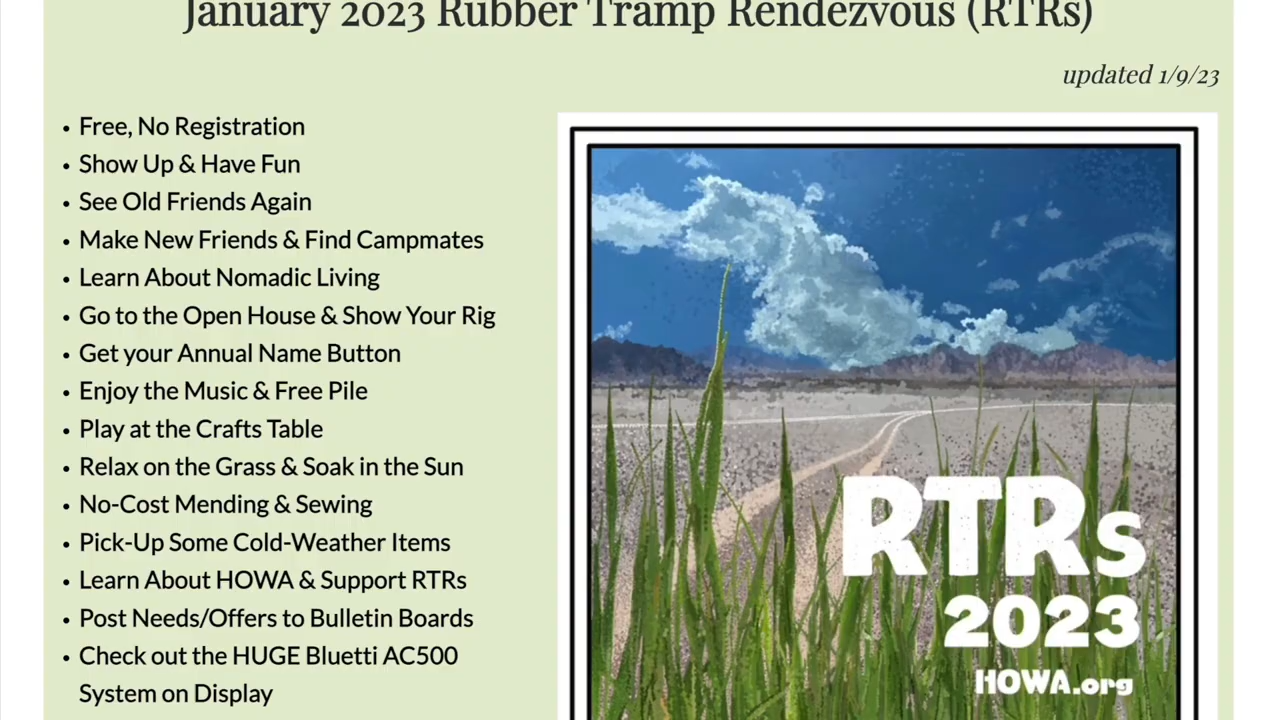 January 2023 Rubber Tramp Rendezvous (RTRs)
updated 1/9/23
• Free, No Registration
• Show Up & Have Fun
• See Old Friends Again
• Make New Friends & Find Campmates
• Learn About Nomadic Living
• Go to the Open House & Show Your Rig
• Get your Annual Name Button
• Enjoy the Music & Free Pile
• Play at the Crafts Table
• Relax on the Grass & Soak in the Sun
• No-Cost Mending & Sewing
• Pick-Up Some Cold-Weather Items
• Learn About HOWA & Support RTRs
• Post Needs/Offers to Bulletin Boards
• Check out the HUGE Bluetti AC500
System on Display
RTRs
2023
HOWA.org